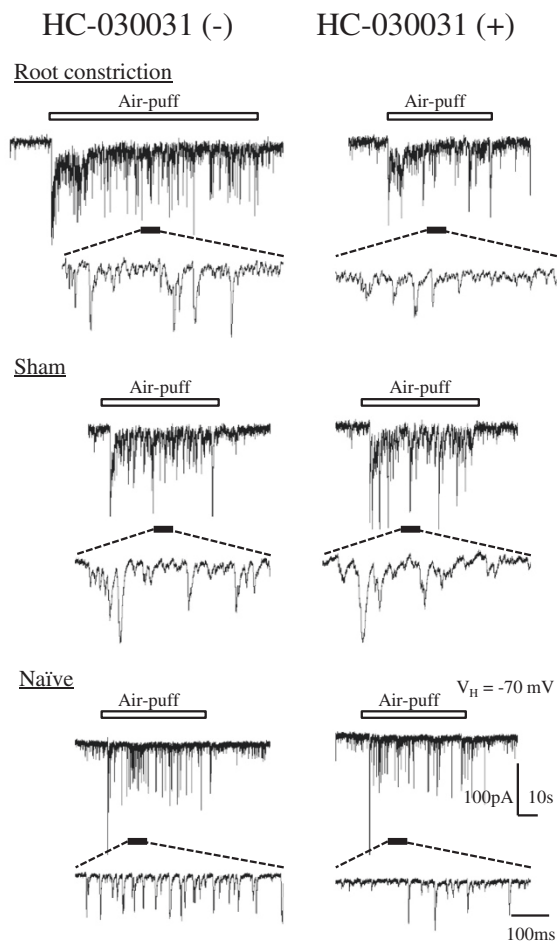 HC-030031 (-) HC-030031 (+)
Root constriction
Air-puff Air-puff
Sham
Air-puff Air-puff
Naïve
V_H = -70 mV
Air-puff Air-puff
100pA 10s
100ms